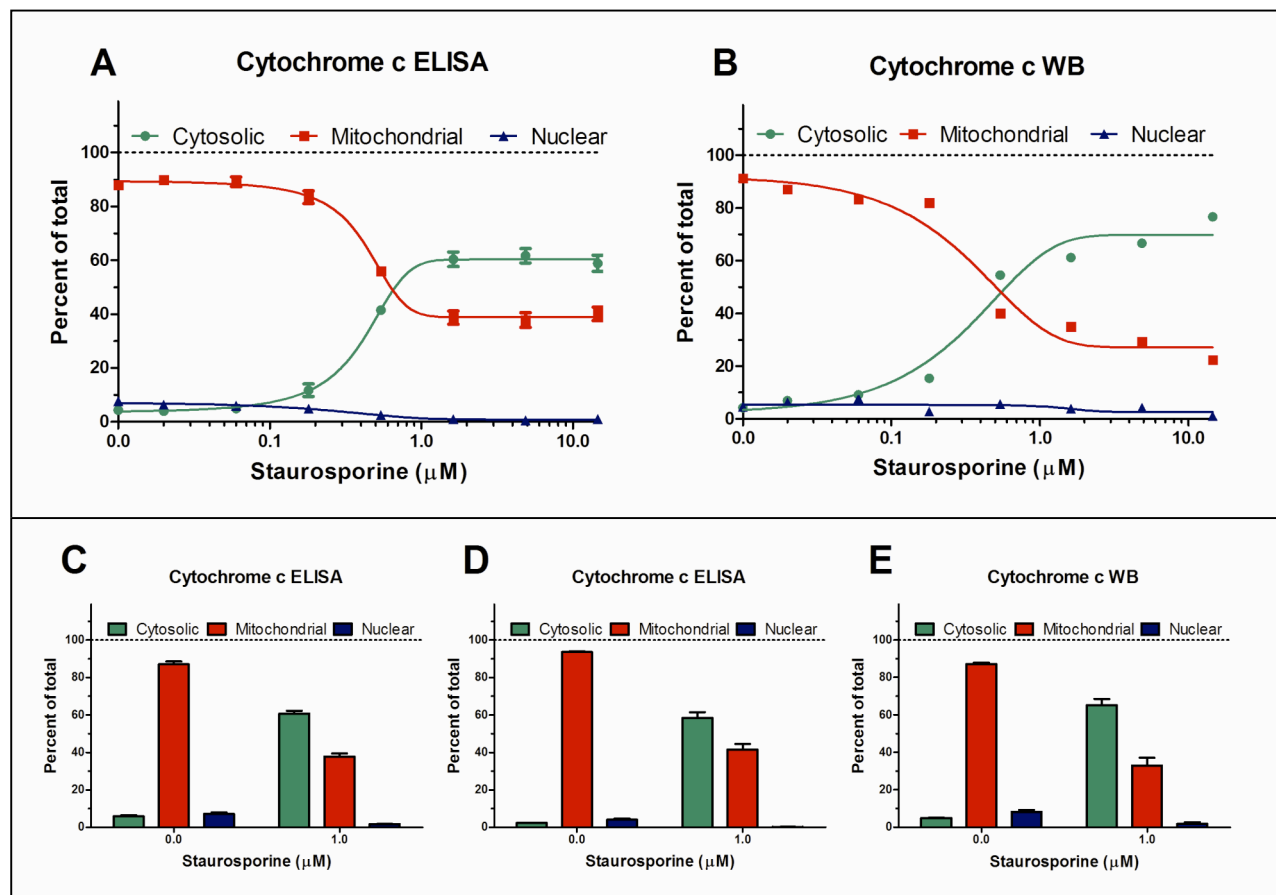 A
Cytochrome c ELISA
Cytosolic Mitochondrial Nuclear
100
80
60
40
20
0
Percent of total
0.0 0.1 1.0 10.0
Staurosporine (μM)
B
Cytochrome c WB
Cytosolic Mitochondrial Nuclear
100
80
60
40
20
0
Percent of total
0.0 0.1 1.0 10.0
Staurosporine (μM)
C
Cytochrome c ELISA
Cytosolic Mitochondrial Nuclear
100
80
60
40
20
0
Percent of total
0.0 1.0
Staurosporine (μM)
D
Cytochrome c ELISA
Cytosolic Mitochondrial Nuclear
100
80
60
40
20
0
Percent of total
0.0 1.0
Staurosporine (μM)
E
Cytochrome c WB
Cytosolic Mitochondrial Nuclear
100
80
60
40
20
0
Percent of total
0.0 1.0
Staurosporine (μM)